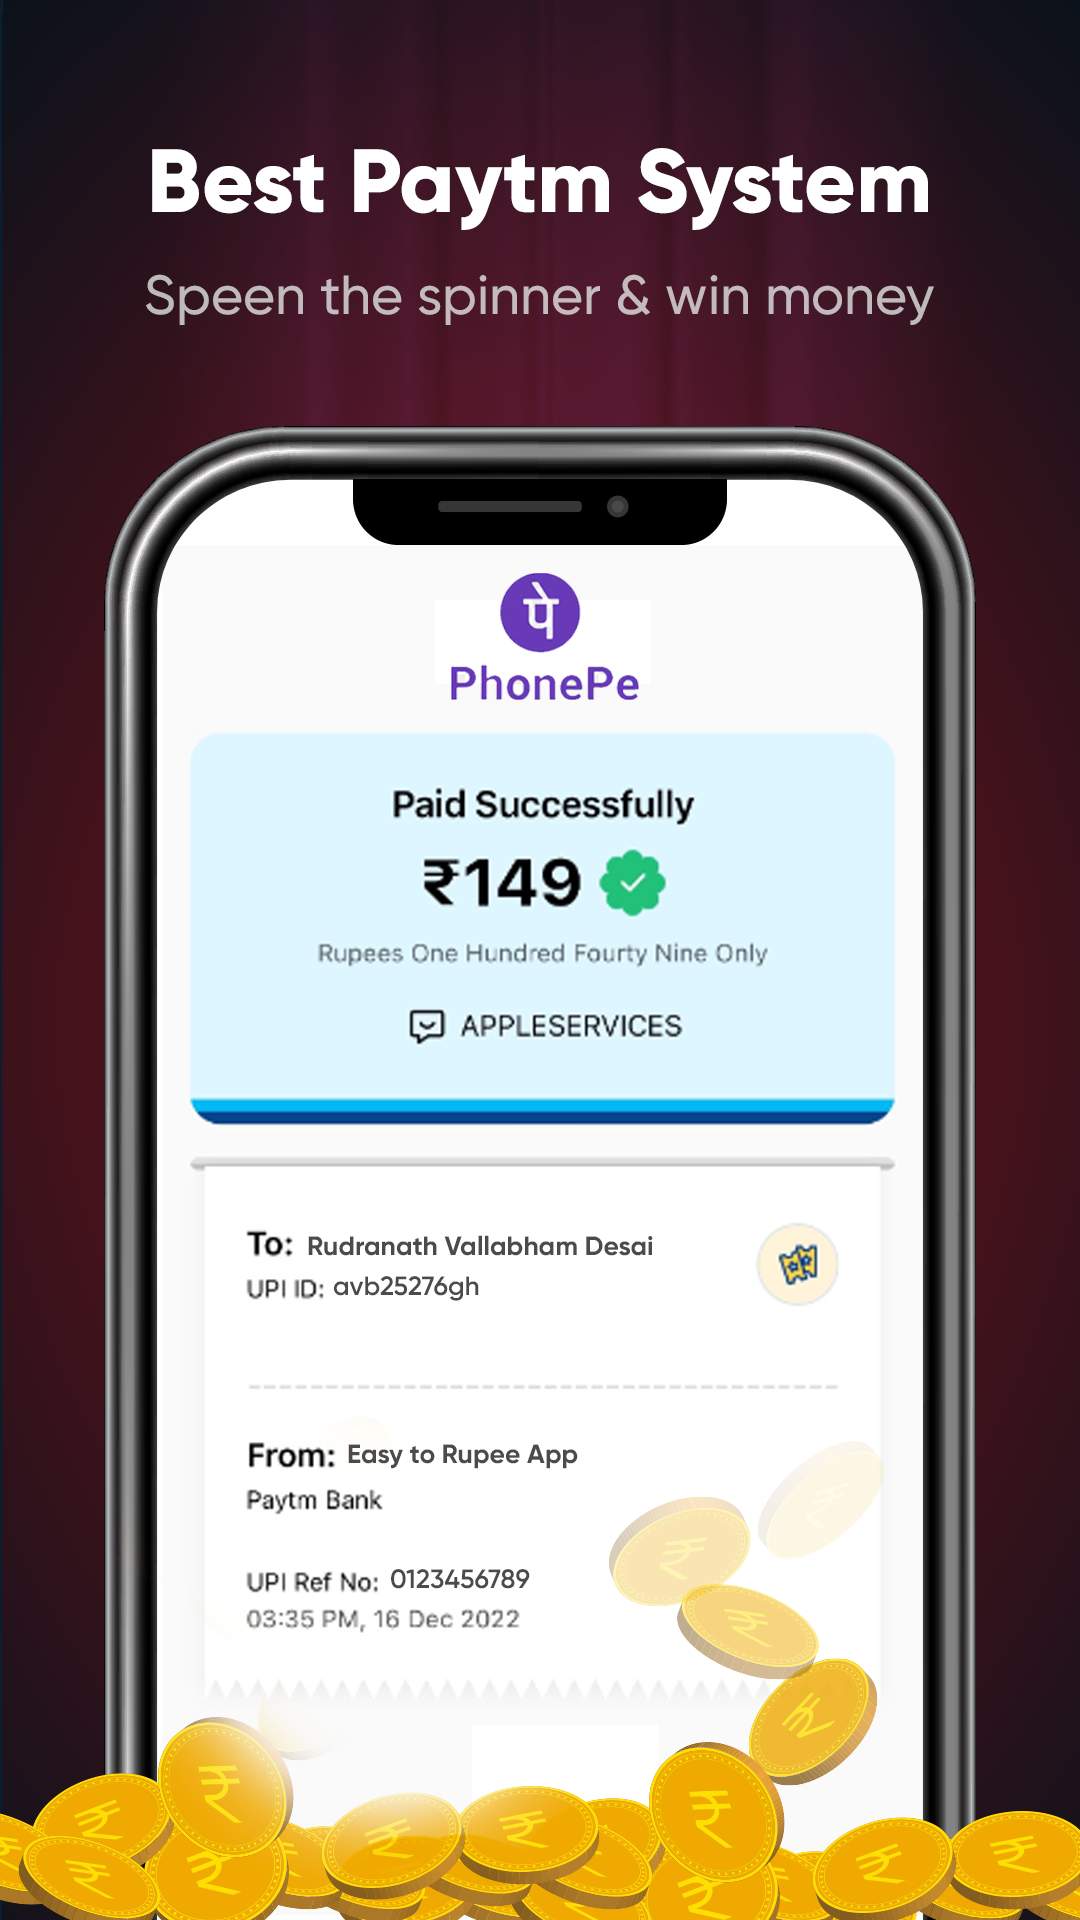 Best Paytm System
Speen the spinner & win money
पे
PhonePe
Paid Successfully
₹149
Rupees One Hundred Fourty Nine Only
APPLESERVICES
To: Rudranath Vallabham Desai
UPI ID: avb25276gh
From: Easy to Rupee App
Paytm Bank
UPI Ref No: 0123456789
03:35 PM, 16 Dec 2022